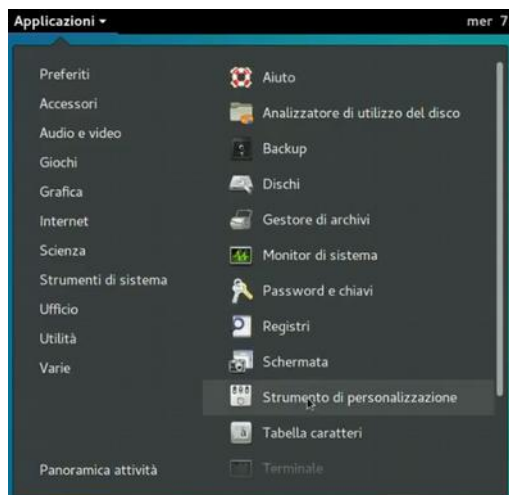 Applicazioni
mer 7
Preferiti
Accessori
Audio e video
Giochi
Grafica
Internet
Scienza
Strumenti di sistema
Ufficio
Utilità
Varie
Panoramica attività
Aiuto
Analizzatore di utilizzo del disco
Backup
Dischi
Gestore di archivi
Monitor di sistema
Password e chiavi
Registri
Schermata
Strumento di personalizzazione
Tabella caratteri
Terminale